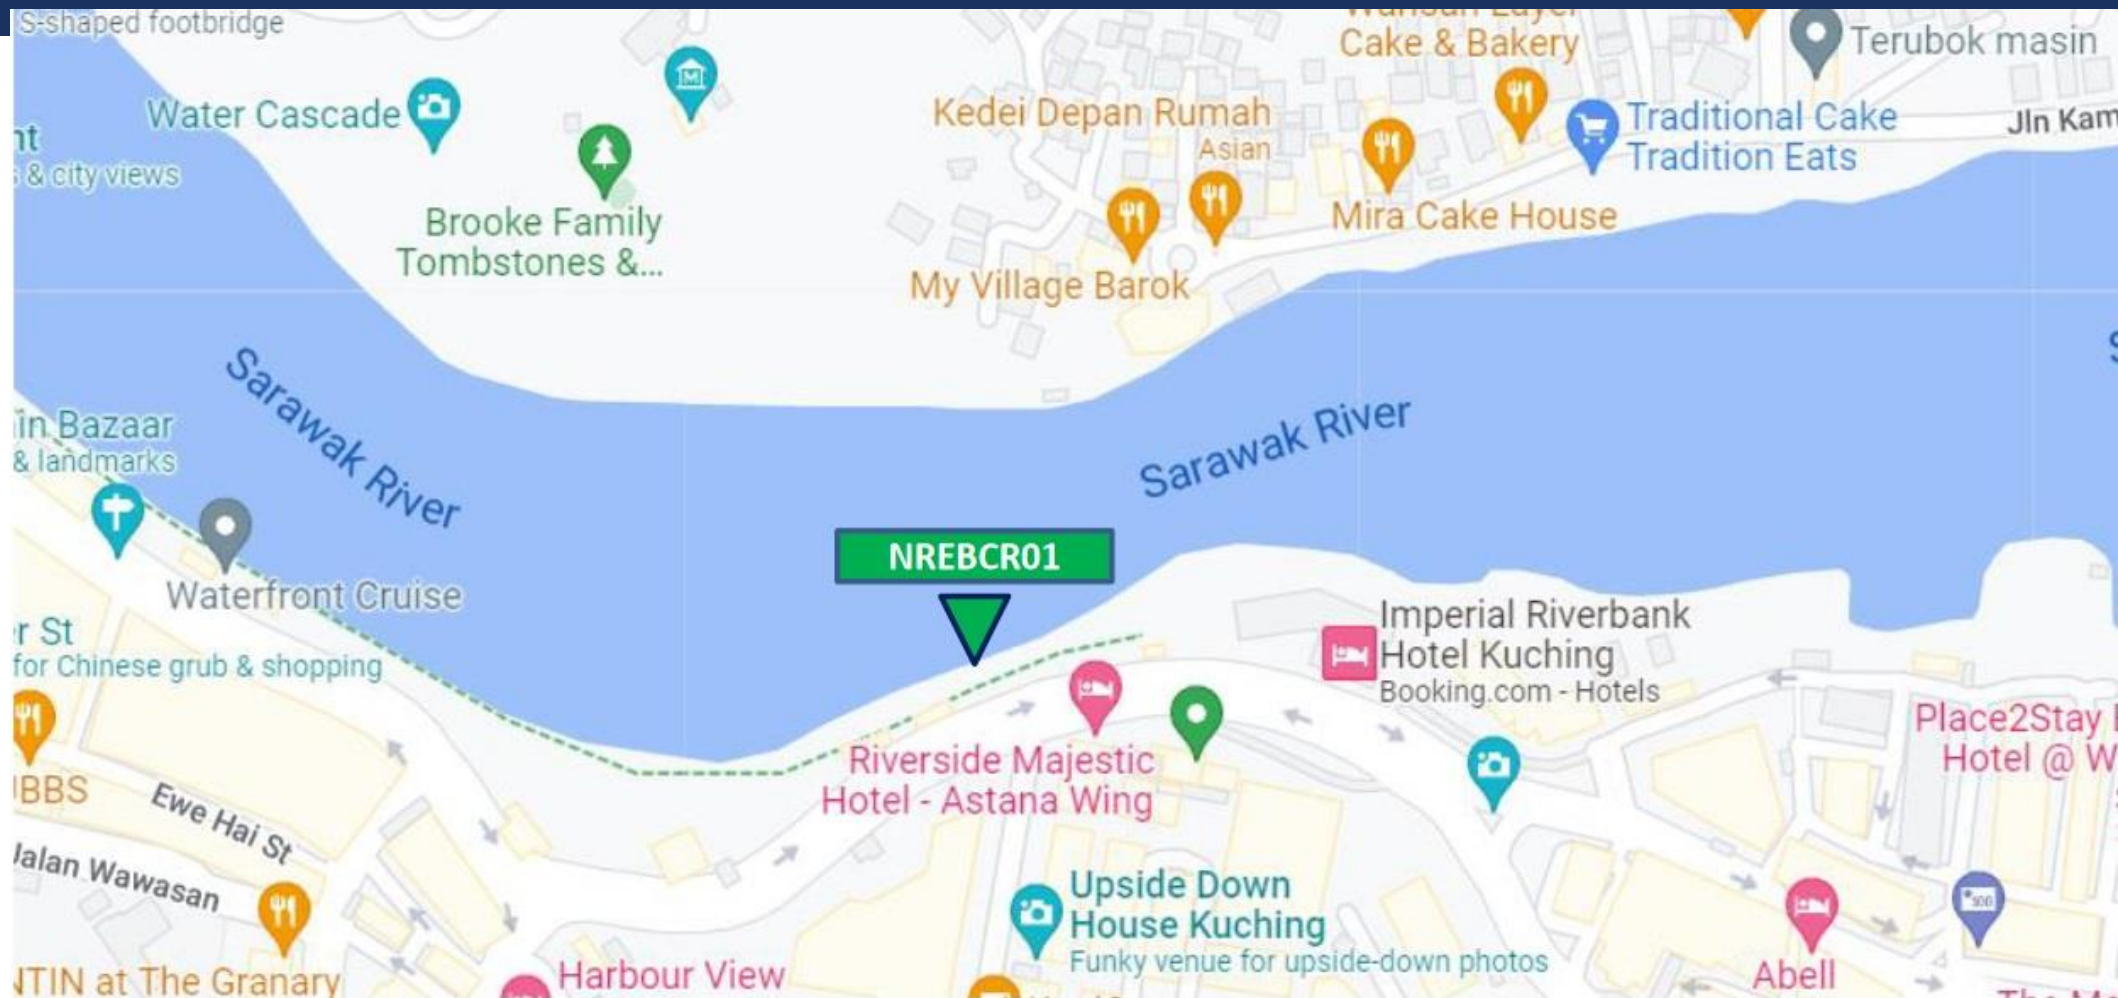 S-shaped footbridge
Cake & Bakery
Terubok masin
Water Cascade
Kedei Depan Rumah
Asian
Traditional Cake
Tradition Eats
Jln Kam
nt
& city views
Brooke Family
Tombstones &...
Mira Cake House
My Village Barok
Sarawak River
Sarawak River
in Bazaar
& landmarks
NREBCR01
Waterfront Cruise
r St
for Chinese grub & shopping
Imperial Riverbank
Hotel Kuching
Booking.com - Hotels
Riverside Majestic
Hotel - Astana Wing
Place2Stay
Hotel @ W
BBS
Ewe Hai St
Jalan Wawasan
Upside Down
House Kuching
Funky venue for upside-down photos
NTIN at The Granary
Harbour View
Abell